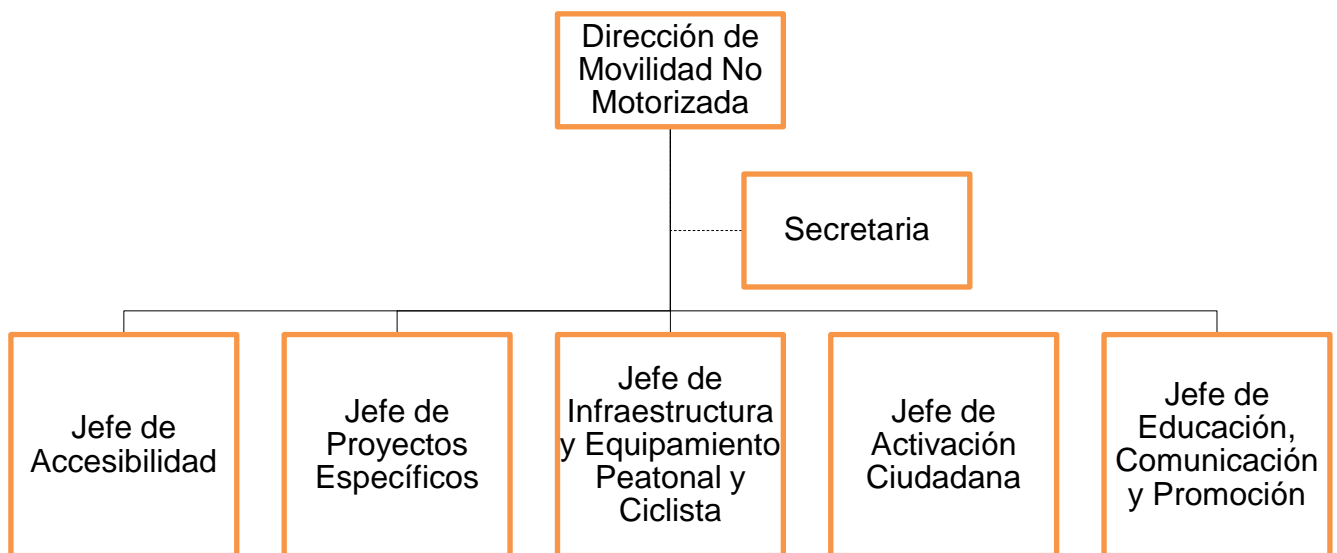 Dirección de
Movilidad No
Motorizada
Secretaria
Jefe de
Accesibilidad
Jefe de
Proyectos
Específicos
Jefe de
Infraestructura
y Equipamiento
Peatonal y
Ciclista
Jefe de
Activación
Ciudadana
Jefe de
Educación,
Comunicación
y Promoción